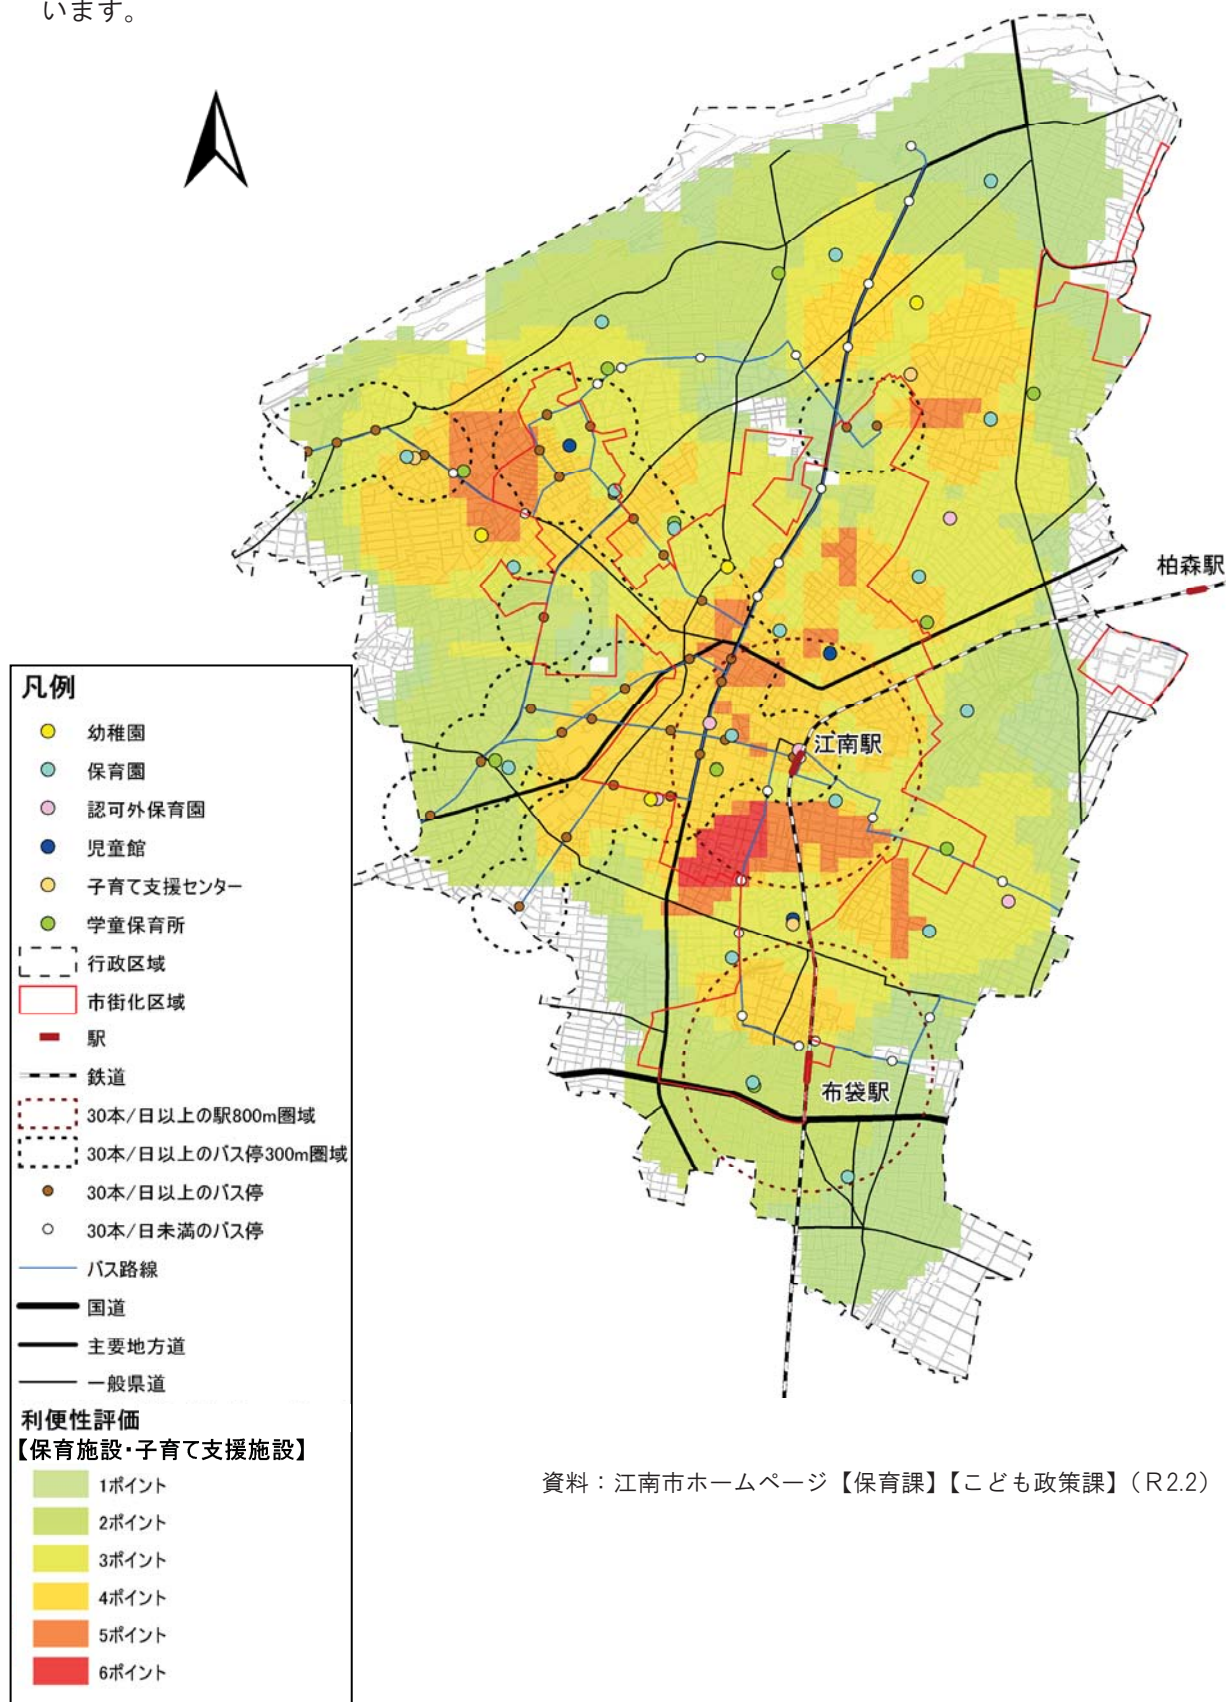 います。
柏森駅
江南駅
布袋駅
凡例
幼稚園
保育園
認可外保育園
児童館
子育て支援センター
学童保育所
行政区域
市街化区域
駅
鉄道
30本/日以上の駅800m圏域
30本/日以上のバス停300m圏域
30本/日以上のバス停
30本/日未満のバス停
バス路線
国道
主要地方道
一般県道
利便性評価
【保育施設・子育て支援施設】
1ポイント
2ポイント
3ポイント
4ポイント
5ポイント
6ポイント
資料：江南市ホームページ【保育課】【こども政策課】（R2.2）